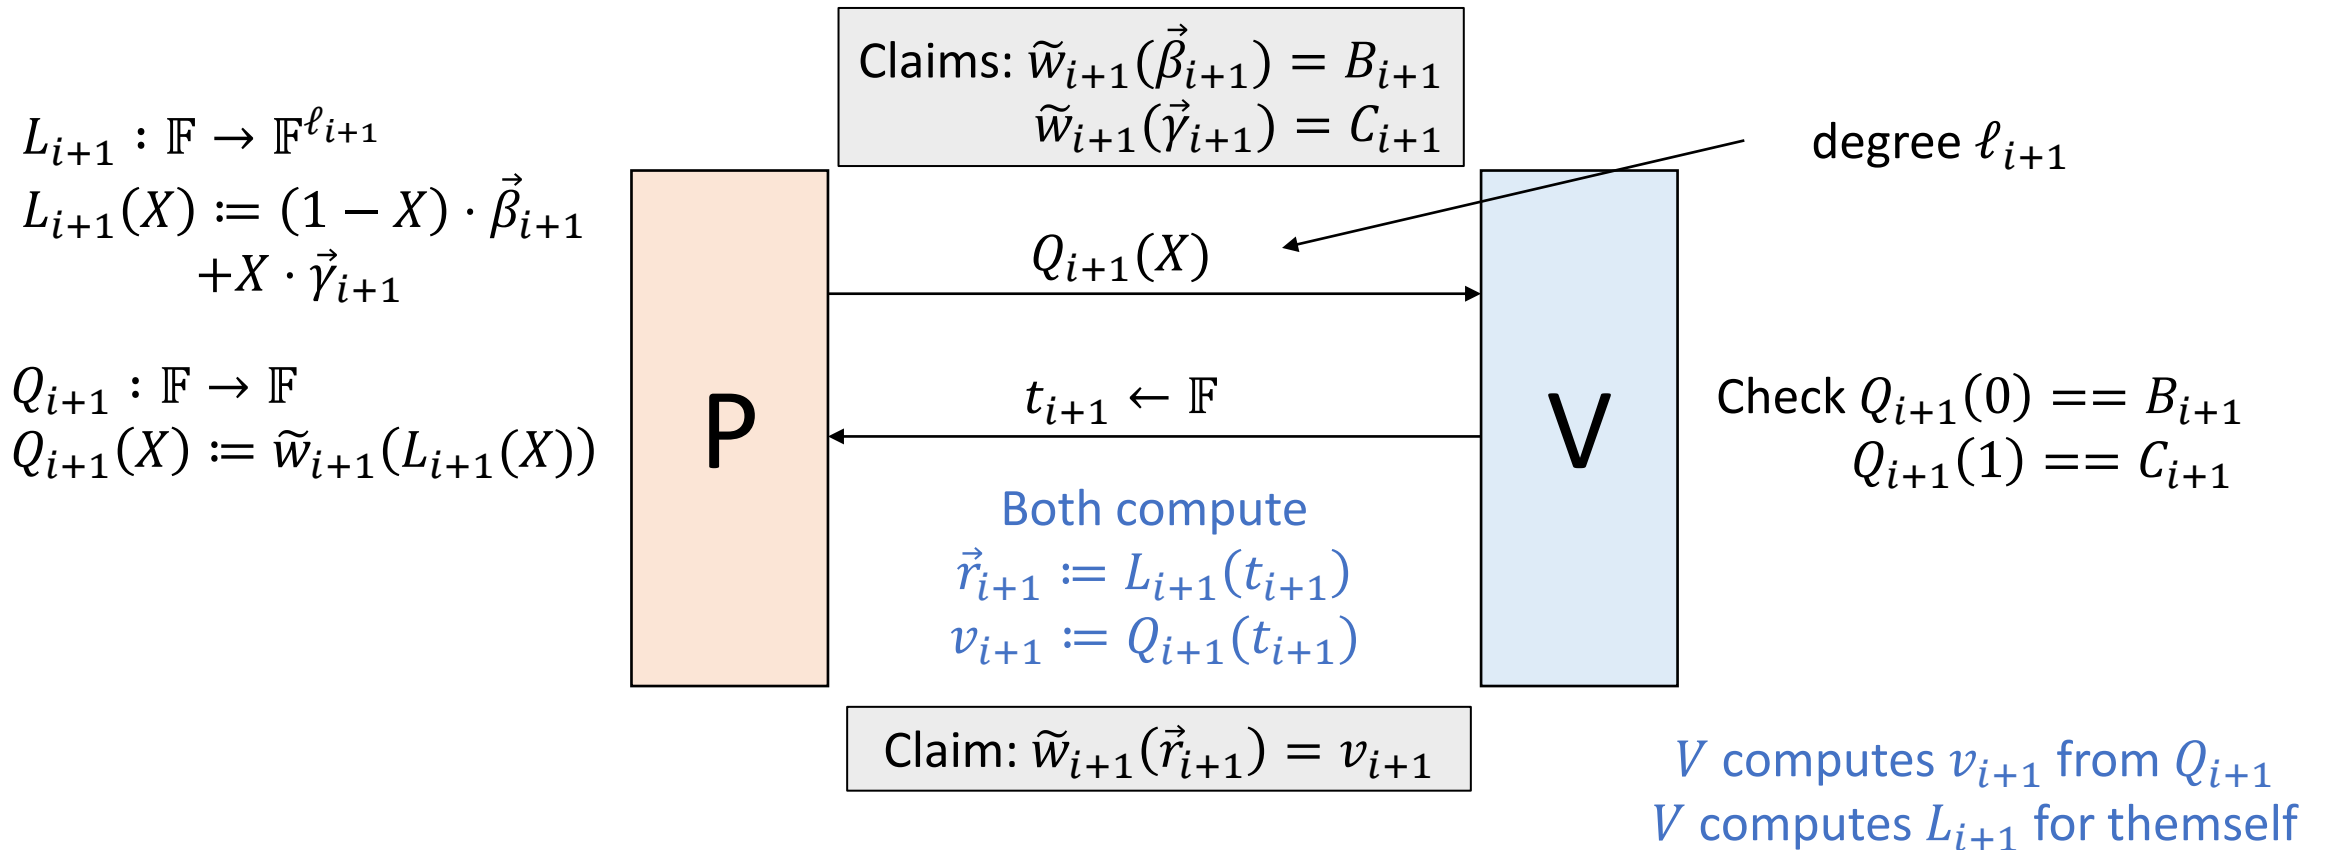 Claims: w̃ᵢ₊₁(β⃗ᵢ₊₁) = Bᵢ₊₁
w̃ᵢ₊₁(γ⃗ᵢ₊₁) = Cᵢ₊₁
Lᵢ₊₁ : 𝔽 → 𝔽^{ℓᵢ₊₁}
Lᵢ₊₁(X) ≔ (1 − X) · β⃗ᵢ₊₁
+X · γ⃗ᵢ₊₁
Qᵢ₊₁ : 𝔽 → 𝔽
Qᵢ₊₁(X) ≔ w̃ᵢ₊₁(Lᵢ₊₁(X))
P
Qᵢ₊₁(X)
tᵢ₊₁ ← 𝔽
Both compute
r⃗ᵢ₊₁ ≔ Lᵢ₊₁(tᵢ₊₁)
vᵢ₊₁ ≔ Qᵢ₊₁(tᵢ₊₁)
V
degree ℓᵢ₊₁
Check Qᵢ₊₁(0) == Bᵢ₊₁
Qᵢ₊₁(1) == Cᵢ₊₁
Claim: w̃ᵢ₊₁(r⃗ᵢ₊₁) = vᵢ₊₁
V computes vᵢ₊₁ from Qᵢ₊₁
V computes Lᵢ₊₁ for themself